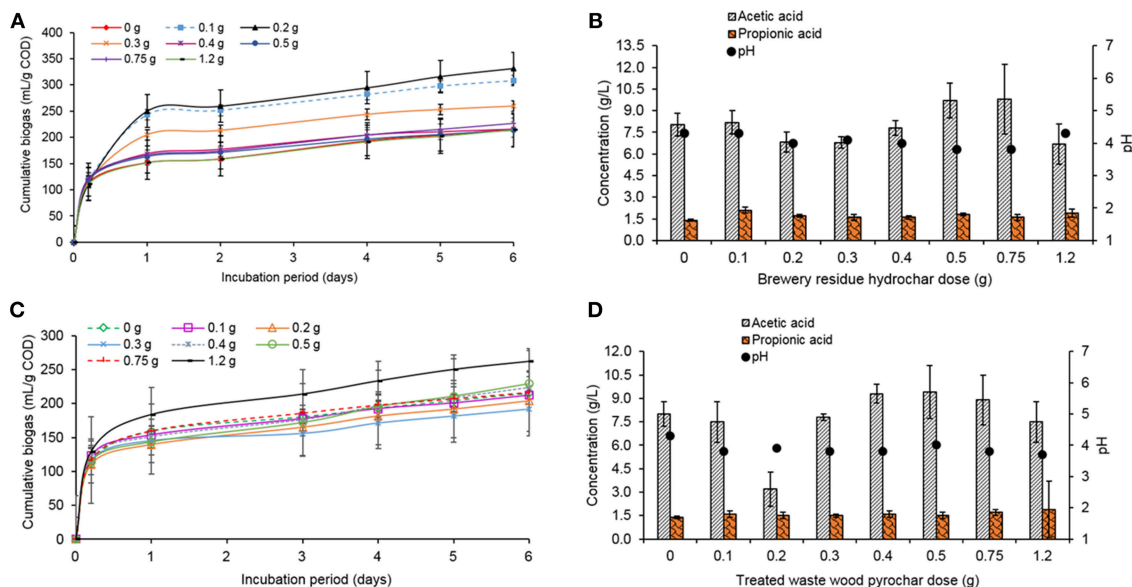 A
0 g 0.1 g 0.2 g
0.3 g 0.4 g 0.5 g
0.75 g 1.2 g
Cumulative biogas (mL/g COD)
400
350
300
250
200
150
100
50
0
0 1 2 3 4 5 6
Incubation period (days)
B
Acetic acid
Propionic acid
pH
Concentration (g/L)
13.5
12.0
10.5
9.0
7.5
6.0
4.5
3.0
1.5
0.0
7
6
5
4
3
2
1
pH
0 0.1 0.2 0.3 0.4 0.5 0.75 1.2
Brewery residue hydrochar dose (g)
C
0 g 0.1 g 0.2 g
0.3 g 0.4 g 0.5 g
0.75 g 1.2 g
Cumulative biogas (mL/g COD)
300
250
200
150
100
50
0
0 1 2 3 4 5 6
Incubation period (days)
D
Acetic acid
Propionic acid
pH
Concentration (g/L)
12.0
10.5
9.0
7.5
6.0
4.5
3.0
1.5
0.0
7
6
5
4
3
2
1
pH
0 0.1 0.2 0.3 0.4 0.5 0.75 1.2
Treated waste wood pyrochar dose (g)